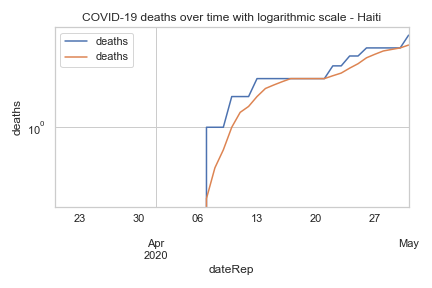 COVID-19 deaths over time with logarithmic scale - Haiti
deaths
deaths
deaths
10⁰
23 30 06 13 20 27
Apr May
2020
dateRep